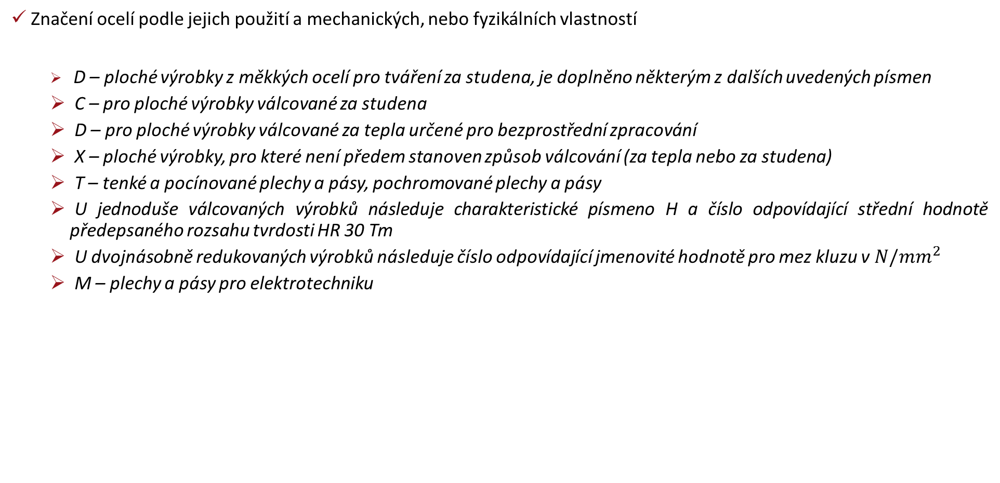 ✓ Značení ocelí podle jejich použití a mechanických, nebo fyzikálních vlastností
➢ D – ploché výrobky z měkkých ocelí pro tváření za studena, je doplněno některým z dalších uvedených písmen
➢ C – pro ploché výrobky válcované za studena
➢ D – pro ploché výrobky válcované za tepla určené pro bezprostřední zpracování
➢ X – ploché výrobky, pro které není předem stanoven způsob válcování (za tepla nebo za studena)
➢ T – tenké a pocínované plechy a pásy, pochromované plechy a pásy
➢ U jednoduše válcovaných výrobků následuje charakteristické písmeno H a číslo odpovídající střední hodnotě
předepsaného rozsahu tvrdosti HR 30 Tm
➢ U dvojnásobně redukovaných výrobků následuje číslo odpovídající jmenovité hodnotě pro mez kluzu v N/mm²
➢ M – plechy a pásy pro elektrotechniku